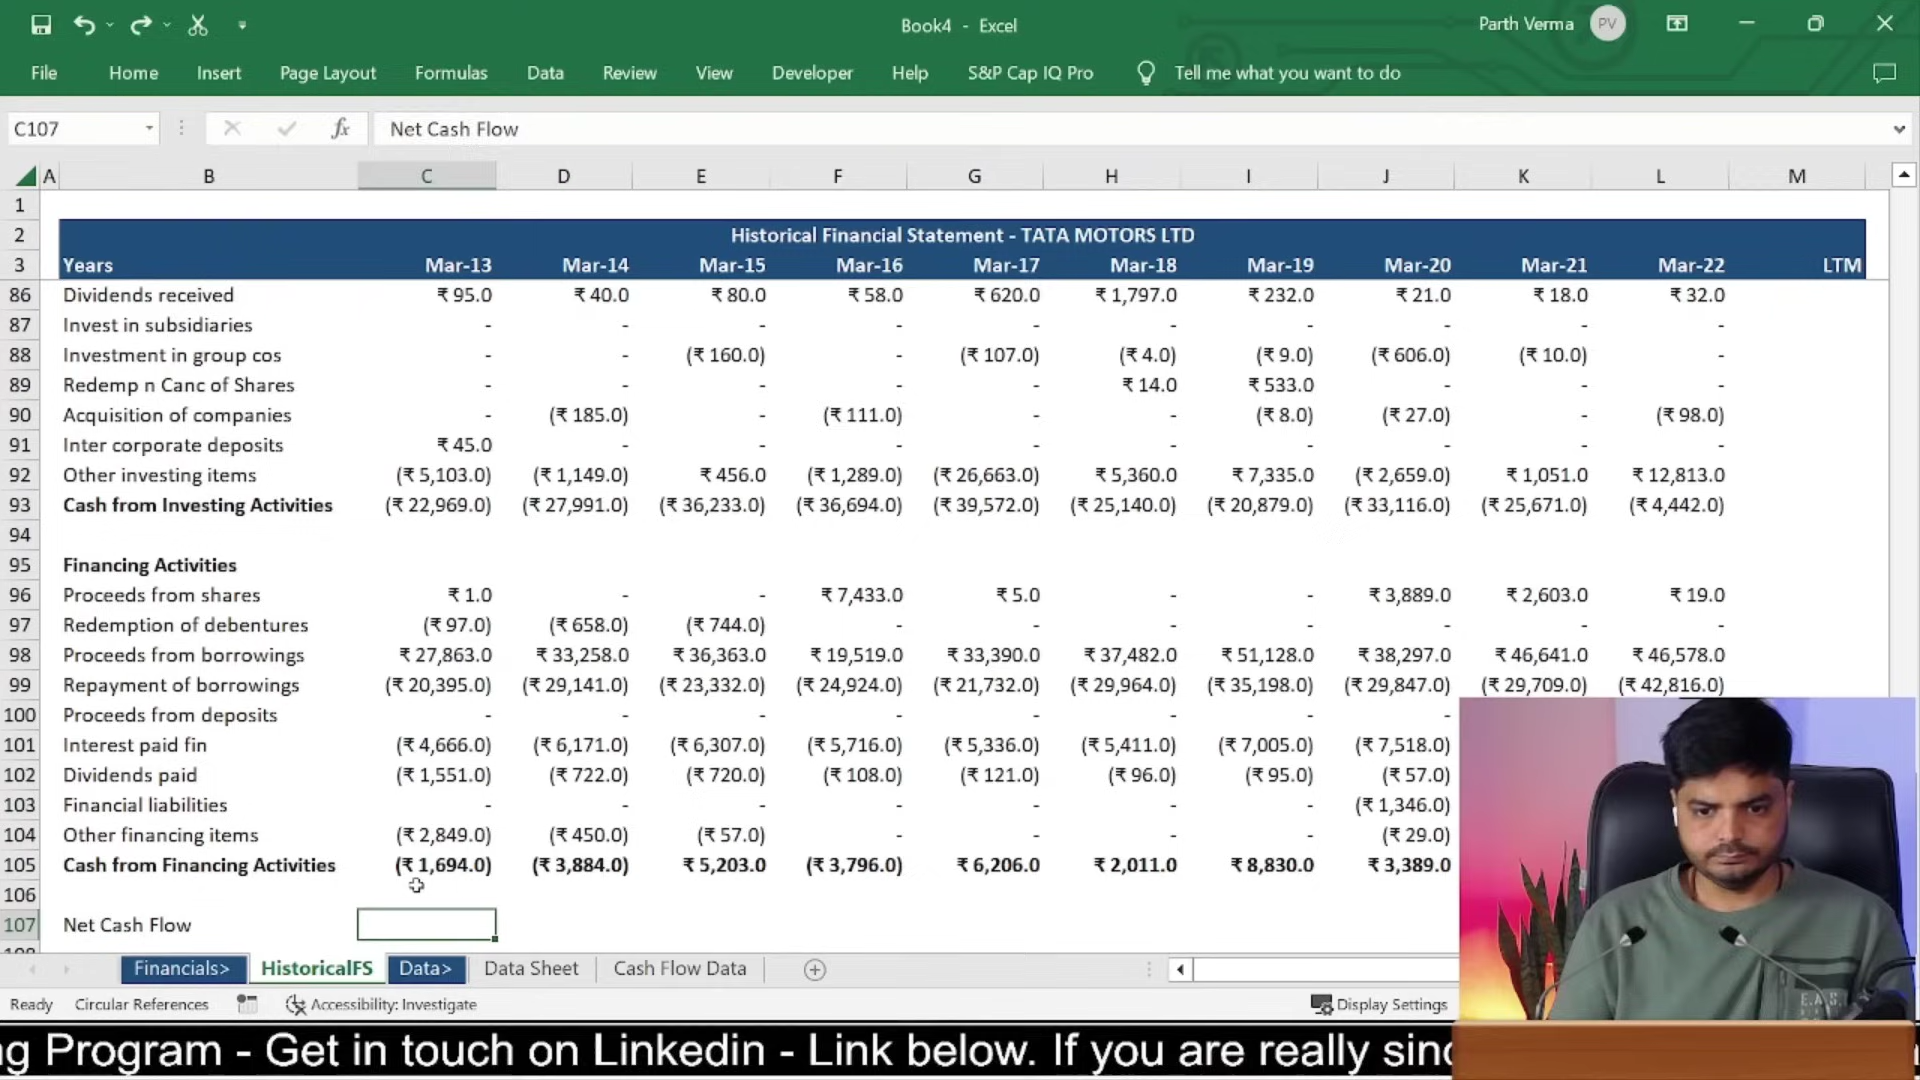 Book4 - Excel
Parth Verma PV
File Home Insert Page Layout Formulas Data Review View Developer Help S&P Cap IQ Pro Tell me what you want to do
C107 fx Net Cash Flow
A B C D E F G H I J K L M
1
2 Historical Financial Statement - TATA MOTORS LTD
3 Years Mar-13 Mar-14 Mar-15 Mar-16 Mar-17 Mar-18 Mar-19 Mar-20 Mar-21 Mar-22 LTM
86 Dividends received ₹ 95.0 ₹ 40.0 ₹ 80.0 ₹ 58.0 ₹ 620.0 ₹ 1,797.0 ₹ 232.0 ₹ 21.0 ₹ 18.0 ₹ 32.0
87 Invest in subsidiaries - - - - - - - - - -
88 Investment in group cos - - (₹ 160.0) - (₹ 107.0) (₹ 4.0) (₹ 9.0) (₹ 606.0) (₹ 10.0) -
89 Redemp n Canc of Shares - - - - - ₹ 14.0 ₹ 533.0 - - -
90 Acquisition of companies - (₹ 185.0) - (₹ 111.0) - - (₹ 8.0) (₹ 27.0) - (₹ 98.0)
91 Inter corporate deposits ₹ 45.0 - - - - - - - - -
92 Other investing items (₹ 5,103.0) (₹ 1,149.0) ₹ 456.0 (₹ 1,289.0) (₹ 26,663.0) ₹ 5,360.0 ₹ 7,335.0 (₹ 2,659.0) ₹ 1,051.0 ₹ 12,813.0
93 Cash from Investing Activities (₹ 22,969.0) (₹ 27,991.0) (₹ 36,233.0) (₹ 36,694.0) (₹ 39,572.0) (₹ 25,140.0) (₹ 20,879.0) (₹ 33,116.0) (₹ 25,671.0) (₹ 4,442.0)
94
95 Financing Activities
96 Proceeds from shares ₹ 1.0 - - ₹ 7,433.0 ₹ 5.0 - - ₹ 3,889.0 ₹ 2,603.0 ₹ 19.0
97 Redemption of debentures (₹ 97.0) (₹ 658.0) (₹ 744.0) - - - - - - -
98 Proceeds from borrowings ₹ 27,863.0 ₹ 33,258.0 ₹ 36,363.0 ₹ 19,519.0 ₹ 33,390.0 ₹ 37,482.0 ₹ 51,128.0 ₹ 38,297.0 ₹ 46,641.0 ₹ 46,578.0
99 Repayment of borrowings (₹ 20,395.0) (₹ 29,141.0) (₹ 23,332.0) (₹ 24,924.0) (₹ 21,732.0) (₹ 29,964.0) (₹ 35,198.0) (₹ 29,847.0) (₹ 29,709.0) (₹ 42,816.0)
100 Proceeds from deposits - - - - - - - -
101 Interest paid fin (₹ 4,666.0) (₹ 6,171.0) (₹ 6,307.0) (₹ 5,716.0) (₹ 5,336.0) (₹ 5,411.0) (₹ 7,005.0) (₹ 7,518.0)
102 Dividends paid (₹ 1,551.0) (₹ 722.0) (₹ 720.0) (₹ 108.0) (₹ 121.0) (₹ 96.0) (₹ 95.0) (₹ 57.0)
103 Financial liabilities - - - - - - - (₹ 1,346.0)
104 Other financing items (₹ 2,849.0) (₹ 450.0) (₹ 57.0) - - - - (₹ 29.0)
105 Cash from Financing Activities (₹ 1,694.0) (₹ 3,884.0) ₹ 5,203.0 (₹ 3,796.0) ₹ 6,206.0 ₹ 2,011.0 ₹ 8,830.0 ₹ 3,389.0
106
107 Net Cash Flow
Financials> HistoricalFS Data> Data Sheet Cash Flow Data
Ready Circular References Accessibility: Investigate Display Settings
E.A.S.
ng Program - Get in touch on Linkedin - Link below. If you are really sinc